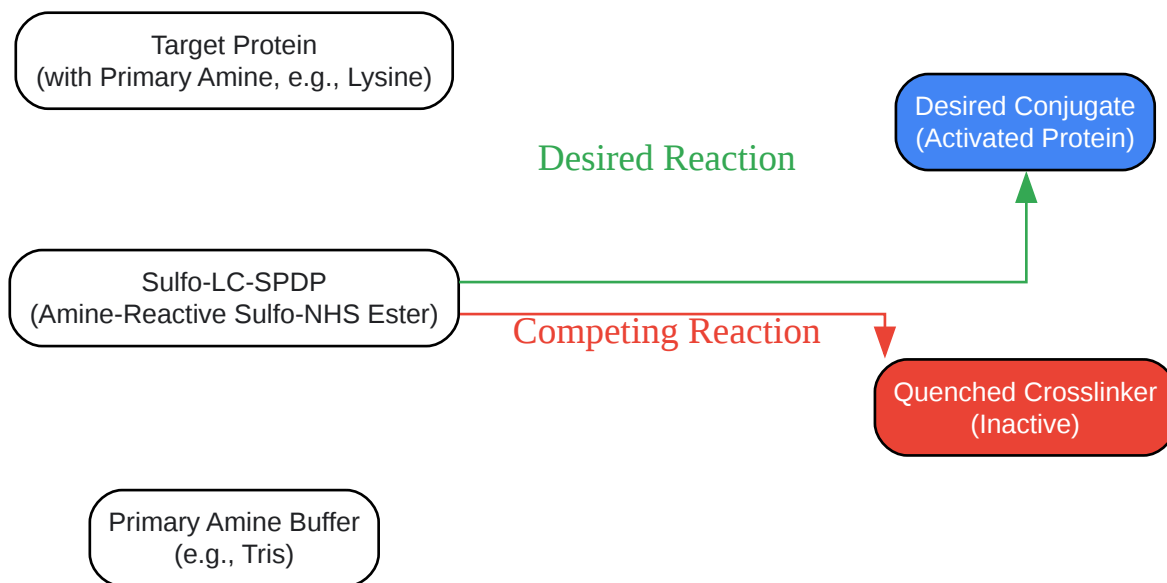 Target Protein
(with Primary Amine, e.g., Lysine)
Desired Conjugate
(Activated Protein)
Desired Reaction
Sulfo-LC-SPDP
(Amine-Reactive Sulfo-NHS Ester)
Competing Reaction
Quenched Crosslinker
(Inactive)
Primary Amine Buffer
(e.g., Tris)